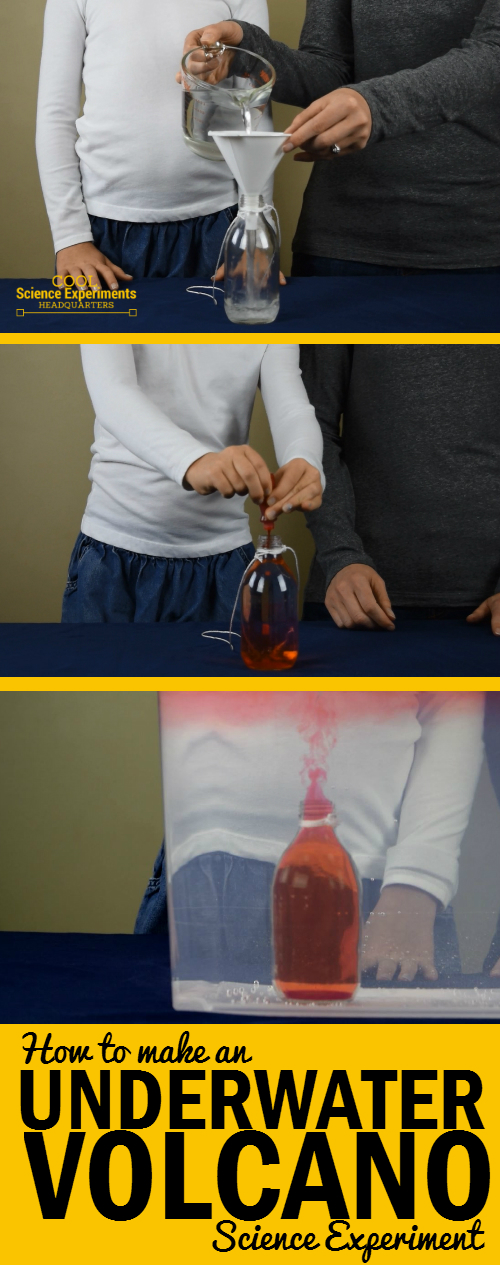 COOL
Science Experiments
HEADQUARTERS
How to make an
UNDERWATER
VOLCANO
Science Experiment